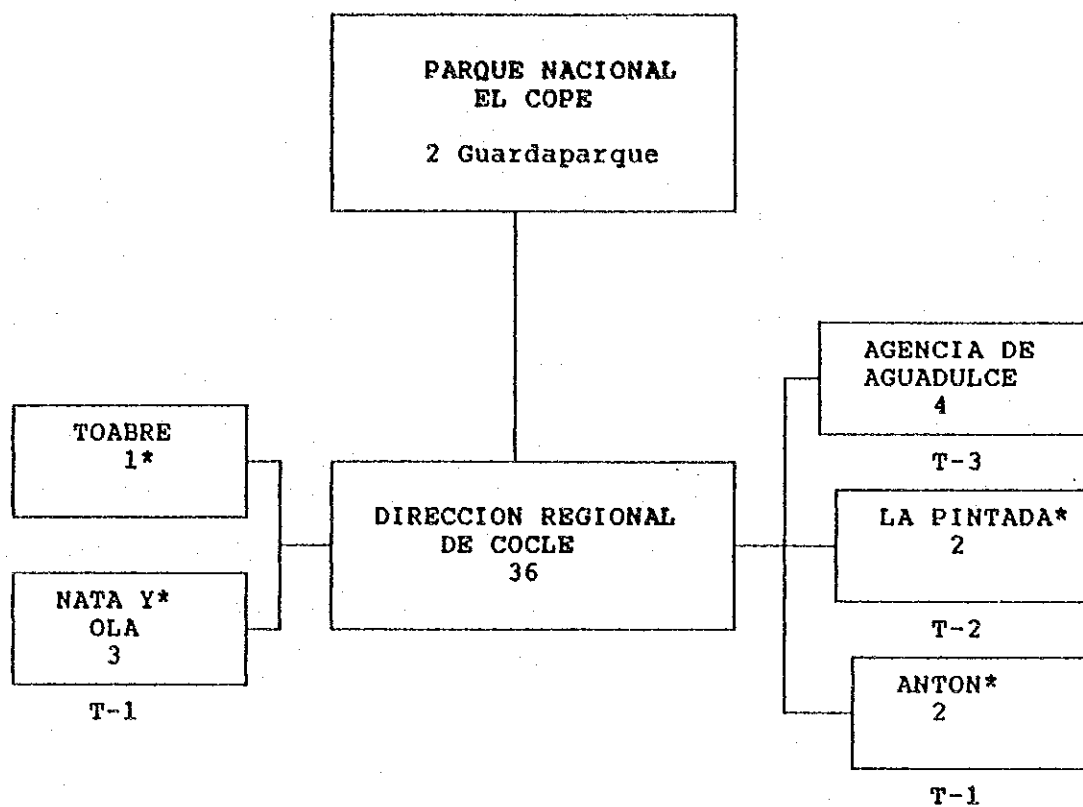 PARQUE NACIONAL
EL COPE
2 Guardaparque
AGENCIA DE
AGUADULCE
4
T-3
TOABRE
1*
DIRECCION REGIONAL
DE COCLE
36
LA PINTADA*
2
T-2
NATA Y*
OLA
3
T-1
ANTON*
2
T-1